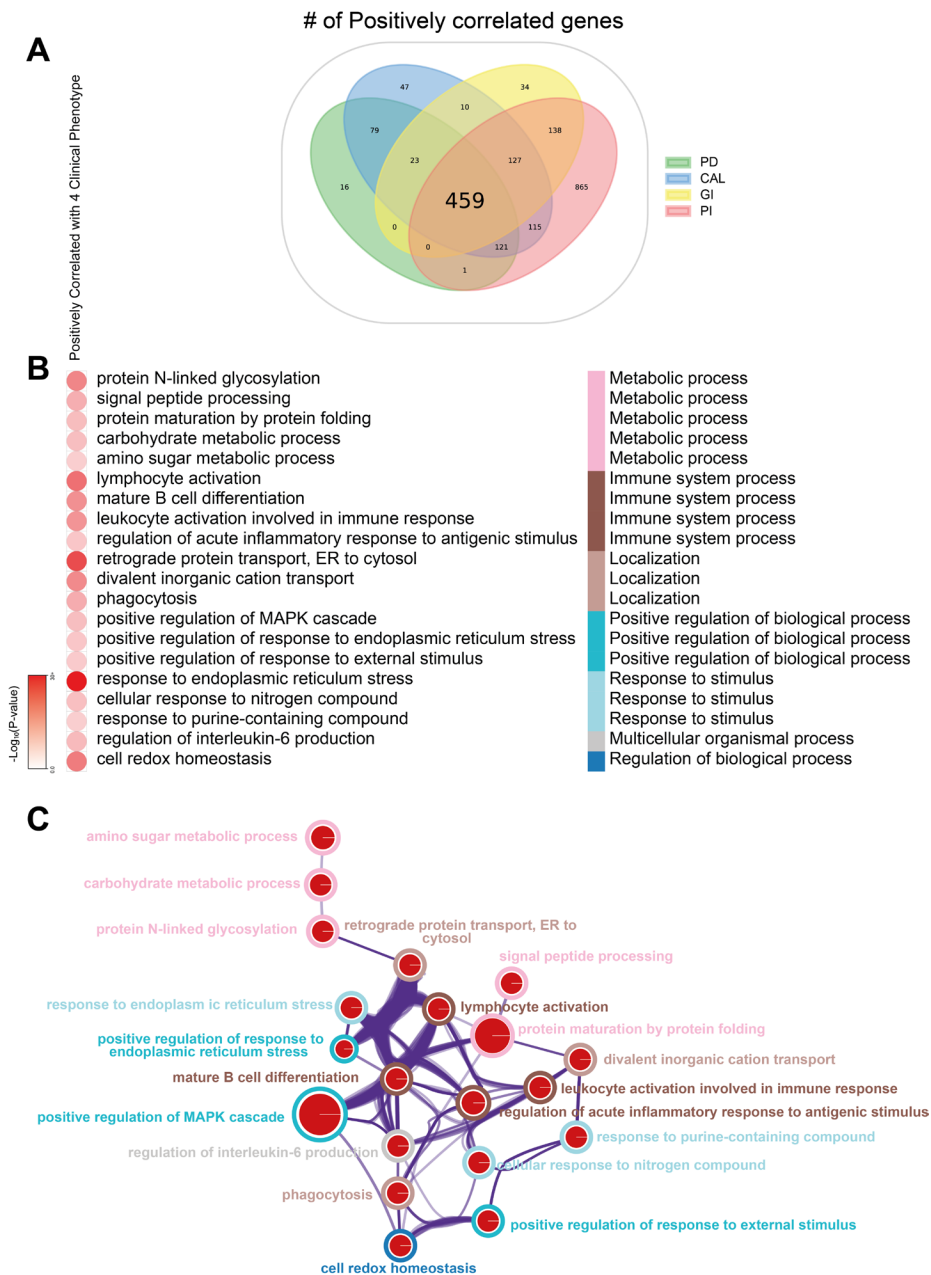 # of Positively correlated genes
A
Positively Correlated with 4 Clinical Phenotype
47
34
10
79
138
23
127
16
865
459
0
115
0
121
1
PD
CAL
GI
PI
B
protein N-linked glycosylation Metabolic process
signal peptide processing Metabolic process
protein maturation by protein folding Metabolic process
carbohydrate metabolic process Metabolic process
amino sugar metabolic process Metabolic process
lymphocyte activation Immune system process
mature B cell differentiation Immune system process
leukocyte activation involved in immune response Immune system process
regulation of acute inflammatory response to antigenic stimulus Immune system process
retrograde protein transport, ER to cytosol Localization
divalent inorganic cation transport Localization
phagocytosis Localization
positive regulation of MAPK cascade Positive regulation of biological process
positive regulation of response to endoplasmic reticulum stress Positive regulation of biological process
positive regulation of response to external stimulus Positive regulation of biological process
response to endoplasmic reticulum stress Response to stimulus
cellular response to nitrogen compound Response to stimulus
response to purine-containing compound Response to stimulus
regulation of interleukin-6 production Multicellular organismal process
cell redox homeostasis Regulation of biological process
-Log₁₀(P-value)
0.0
C
amino sugar metabolic process
carbohydrate metabolic process
protein N-linked glycosylation
retrograde protein transport, ER to
cytosol
signal peptide processing
response to endoplasm ic reticulum stress
lymphocyte activation
protein maturation by protein folding
positive regulation of response to
endoplasmic reticulum stress
divalent inorganic cation transport
mature B cell differentiation
leukocyte activation involved in immune response
regulation of acute inflammatory response to antigenic stimulus
positive regulation of MAPK cascade
response to purine-containing compound
regulation of interleukin-6 production
cellular response to nitrogen compound
phagocytosis
positive regulation of response to external stimulus
cell redox homeostasis